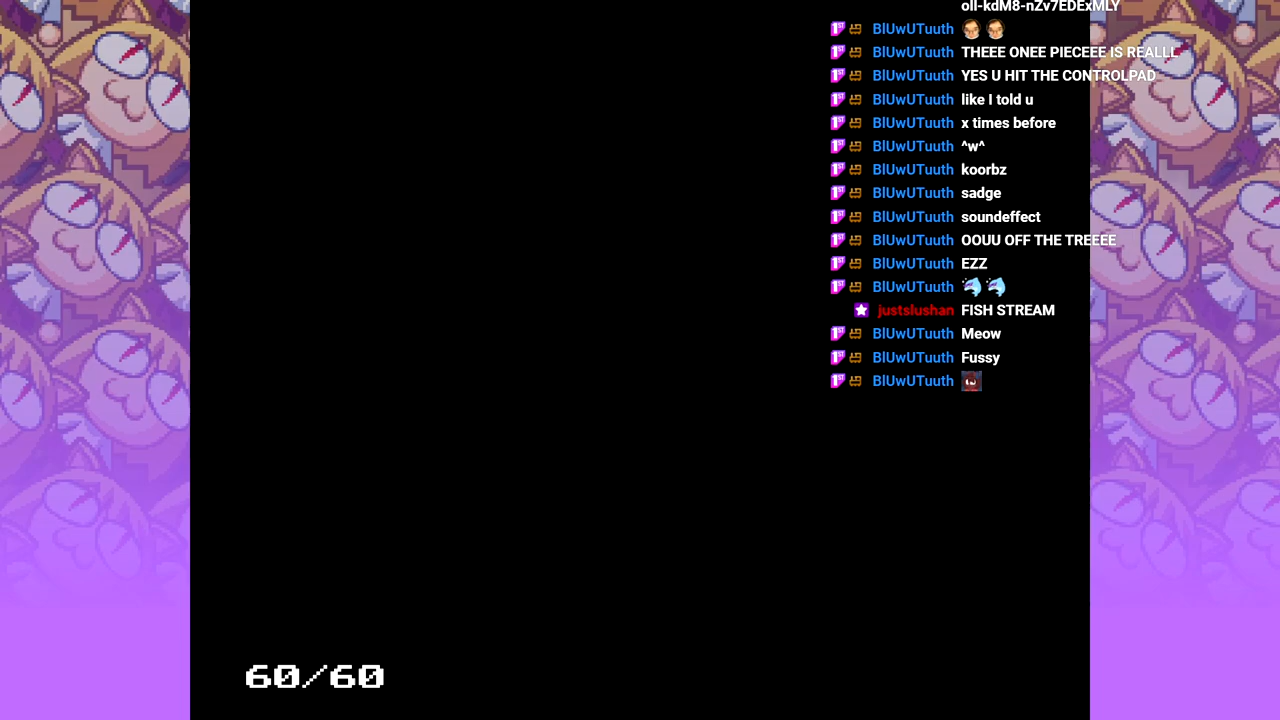 oll-kdM8-nZv7EDExMLY
BlUwUTuuth
BlUwUTuuth THEEE ONEE PIECEEE IS REALLL
BlUwUTuuth YES U HIT THE CONTROLPAD
BlUwUTuuth like I told u
BlUwUTuuth x times before
BlUwUTuuth ^w^
BlUwUTuuth koorbz
BlUwUTuuth sadge
BlUwUTuuth soundeffect
BlUwUTuuth OOUU OFF THE TREEEE
BlUwUTuuth EZZ
BlUwUTuuth
justslushan FISH STREAM
BlUwUTuuth Meow
BlUwUTuuth Fussy
BlUwUTuuth
60/60